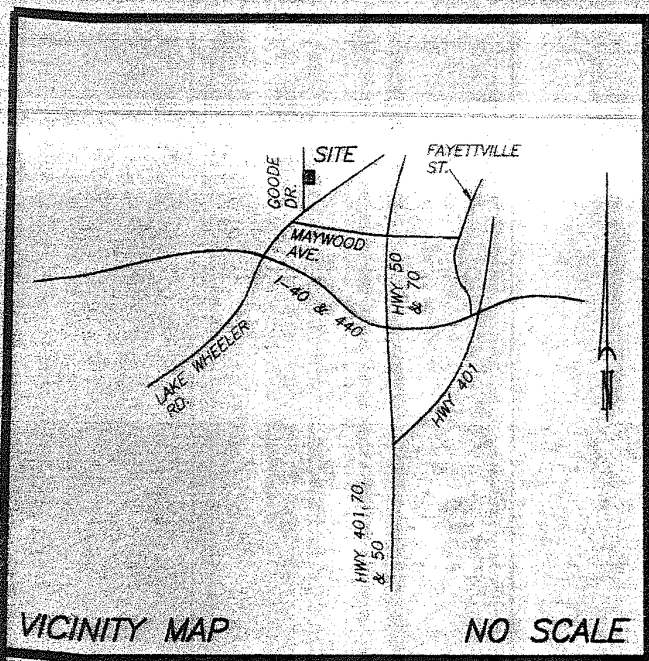 SITE
FAYETTVILLE
ST.
GOODE
DR.
MAYWOOD
AVE.
HWY 50
& 70
I-40 & 440
LAKE WHEELER
RD.
HWY 401
N
HWY 401,70,
& 50
VICINITY MAP
NO SCALE